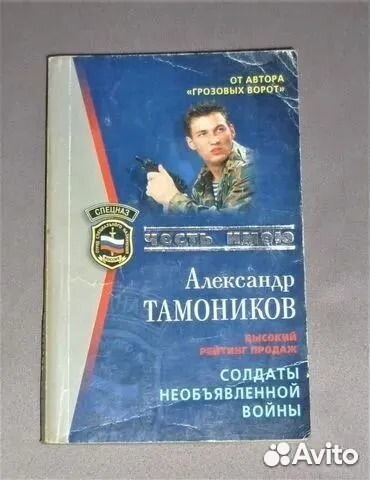 ОТ АВТОРА
«ГРОЗОВЫХ ВОРОТ»
СПЕЦНАЗ
ЧЕСТЬ ИМЕЮ
Александр
ТАМОНИКОВ
ВЫСОКИЙ
РЕЙТИНГ ПРОДАЖ
СОЛДАТЫ
НЕОБЪЯВЛЕННОЙ
ВОЙНЫ
Avito